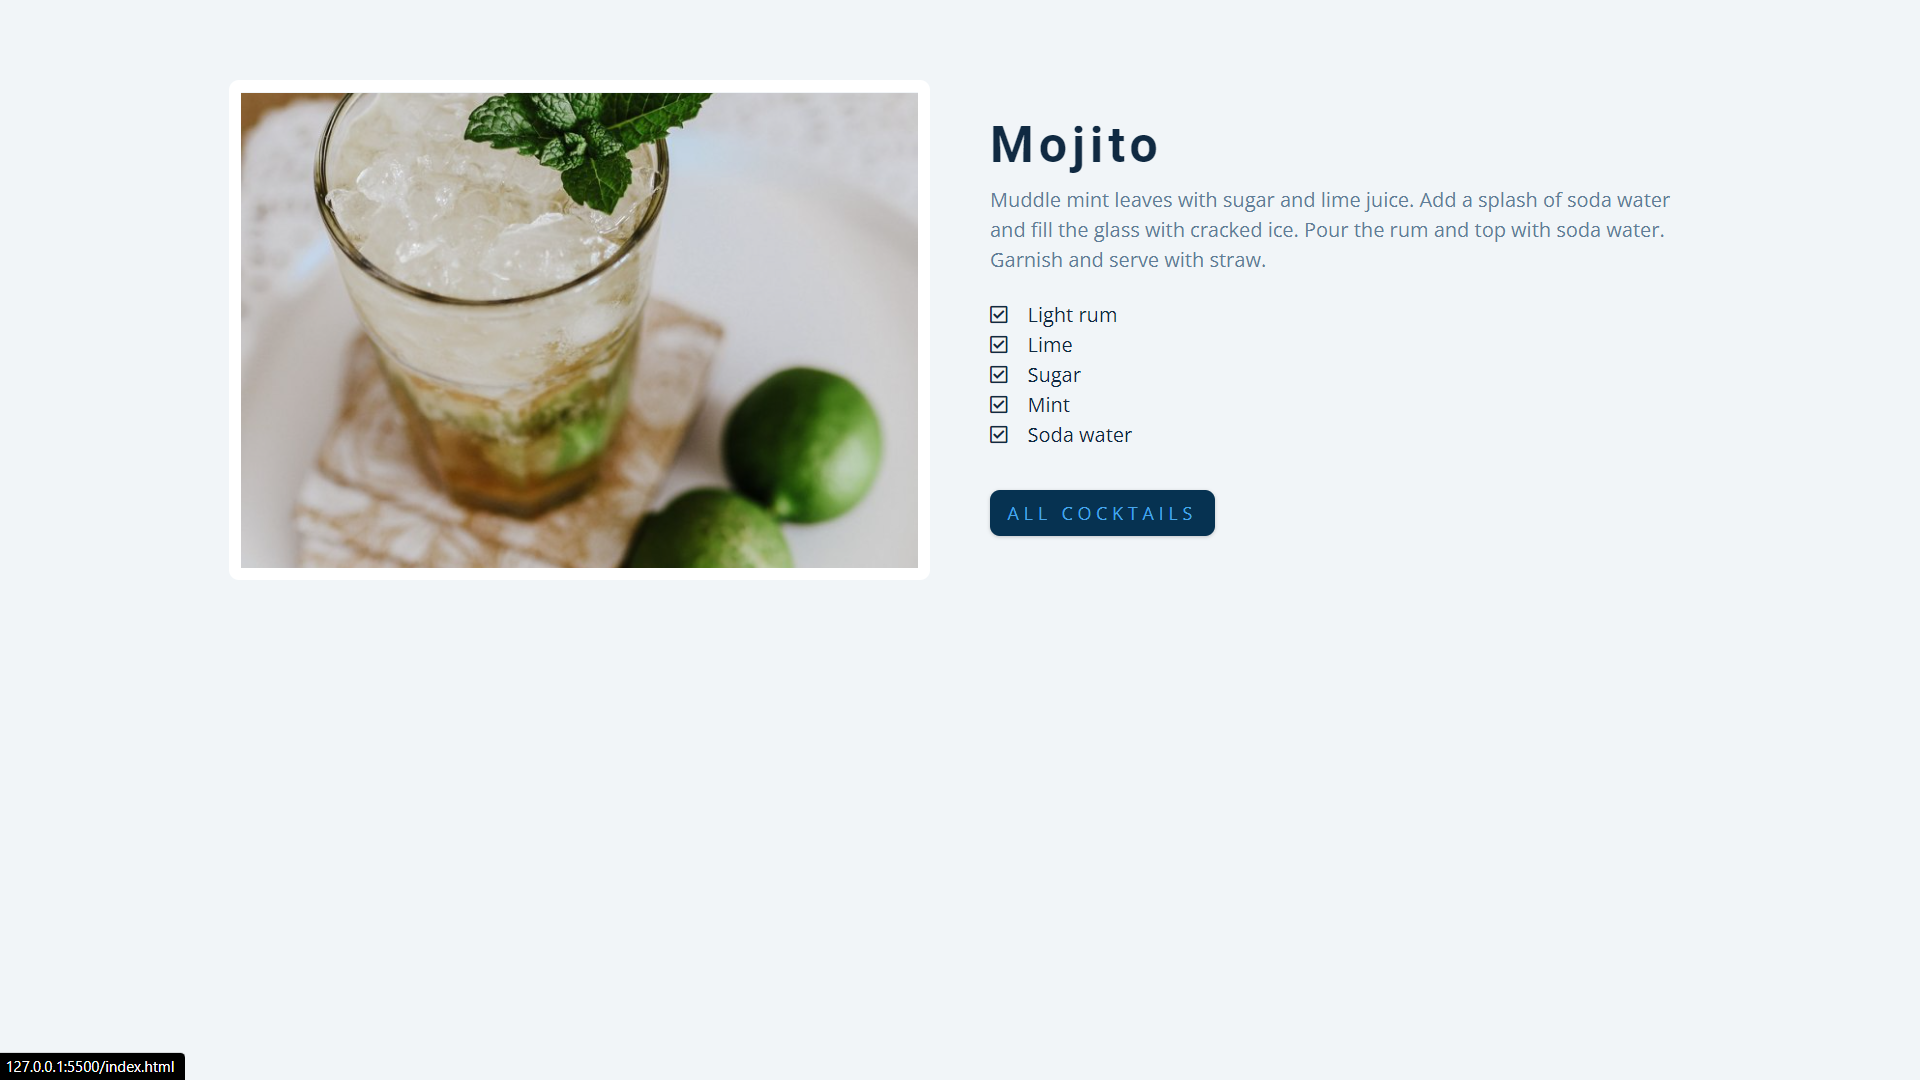 Mojito
Muddle mint leaves with sugar and lime juice. Add a splash of soda water
and fill the glass with cracked ice. Pour the rum and top with soda water.
Garnish and serve with straw.
Light rum
Lime
Sugar
Mint
Soda water
ALL COCKTAILS
127.0.0.1:5500/index.html